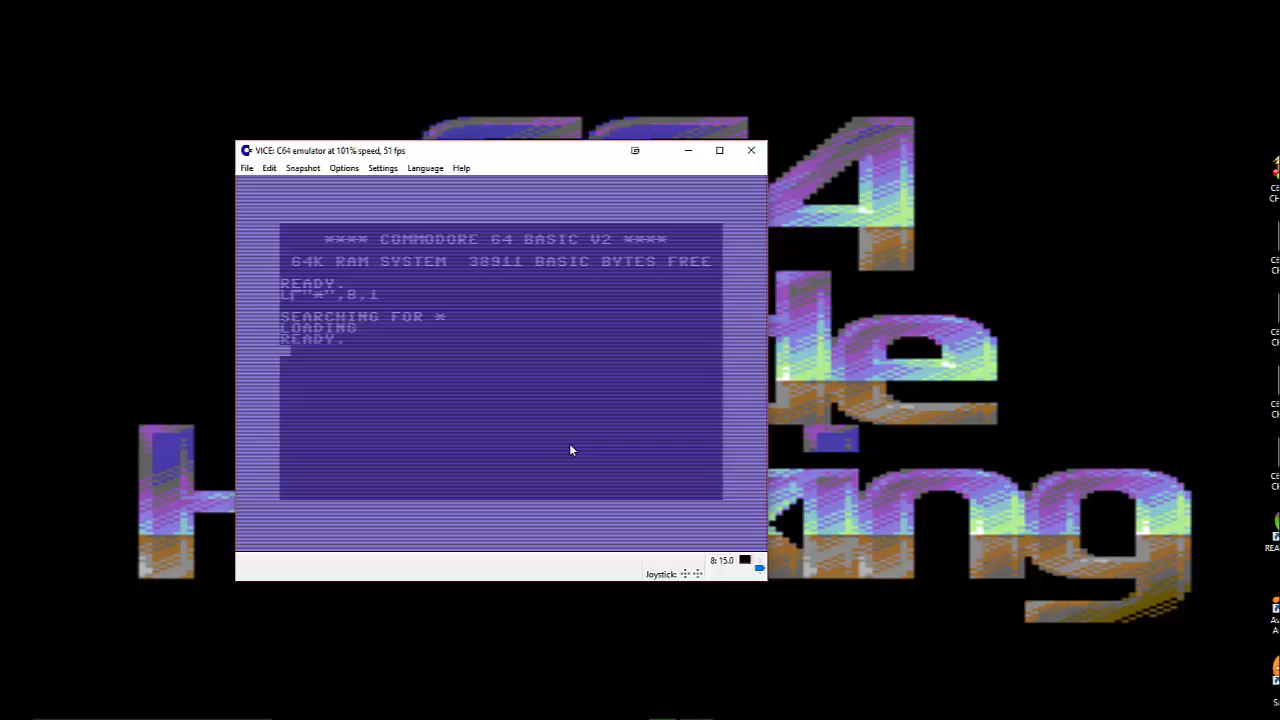 C64
VICE: C64 emulator at 101% speed, 51 fps
File Edit Snapshot Options Settings Language Help
**** COMMODORE 64 BASIC V2 ****
64K RAM SYSTEM 38911 BASIC BYTES FREE
READY.
L┌"*",8,1
SEARCHING FOR *
LOADING
READY.
8: 15.0
Joystick: